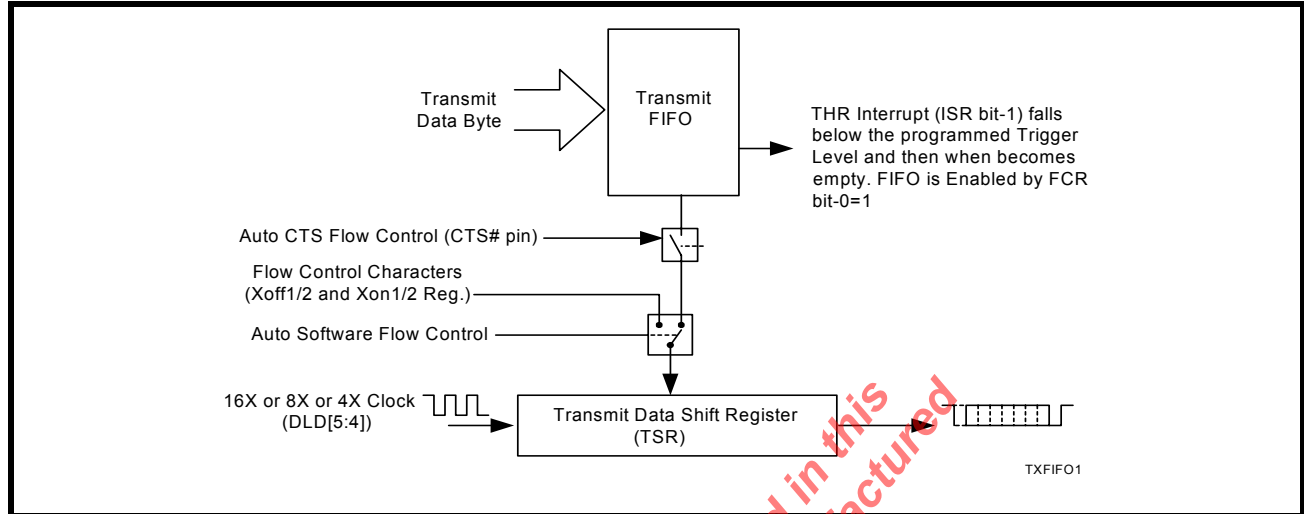 Transmit
Data Byte
Transmit
FIFO
THR Interrupt (ISR bit-1) falls
below the programmed Trigger
Level and then when becomes
empty. FIFO is Enabled by FCR
bit-0=1
Auto CTS Flow Control (CTS# pin)
Flow Control Characters
(Xoff1/2 and Xon1/2 Reg.)
Auto Software Flow Control
16X or 8X or 4X Clock
(DLD[5:4])
Transmit Data Shift Register
(TSR)
TXFIFO1
in this